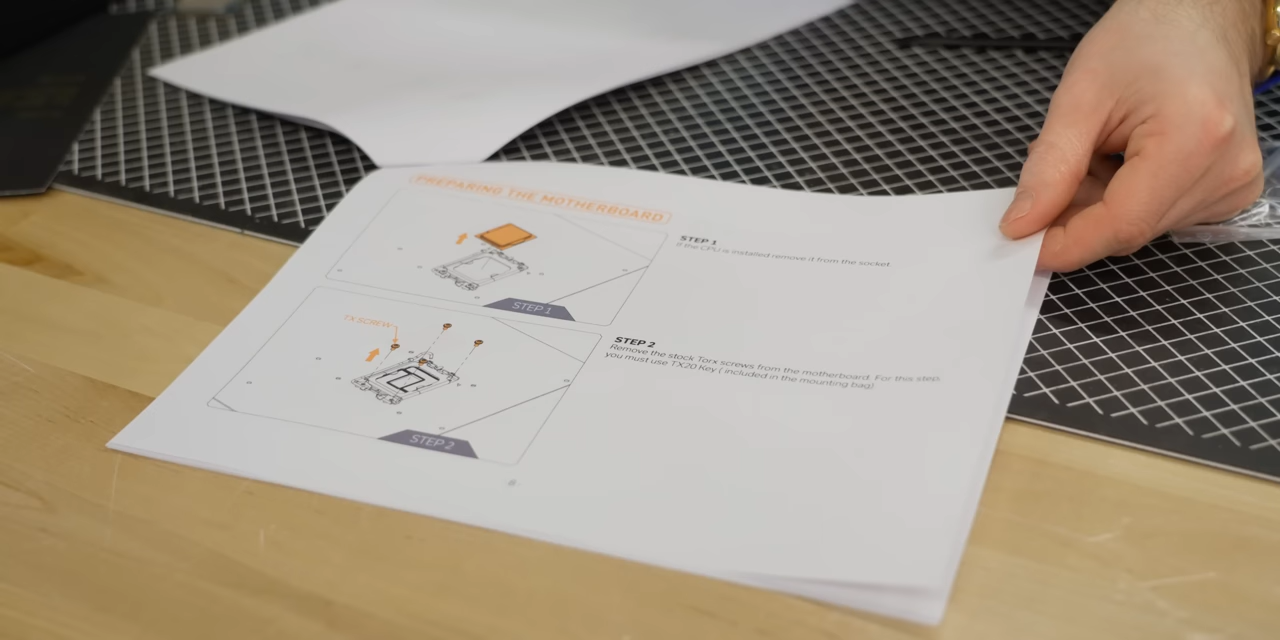 PREPARING THE MOTHERBOARD
STEP 1
If the CPU is installed remove it from the socket.
STEP 1
TX SCREW
STEP 2
Remove the stock Torx screws from the motherboard. For this step,
you must use TX20 Key ( included in the mounting bag).
STEP 2